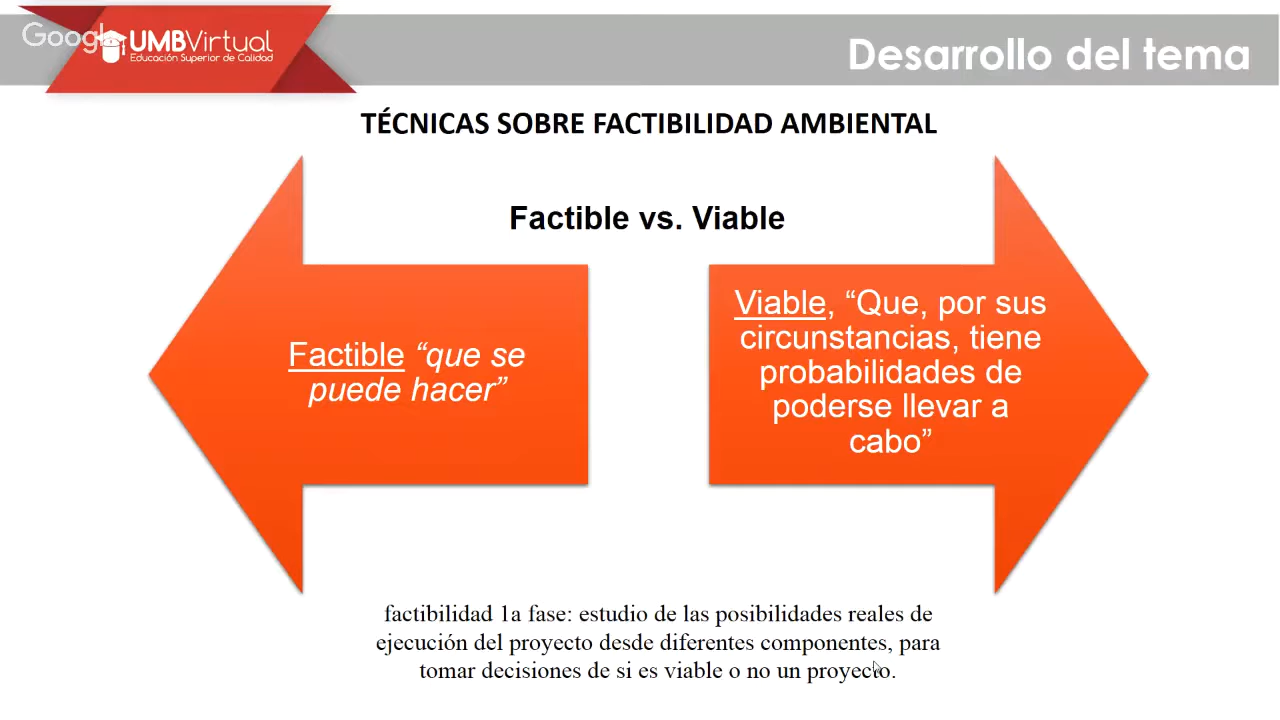 Google
UMBVirtual
Educación Superior de Calidad
Desarrollo del tema
TÉCNICAS SOBRE FACTIBILIDAD AMBIENTAL
Factible vs. Viable
Factible “que se
puede hacer”
Viable, “Que, por sus
circunstancias, tiene
probabilidades de
poderse llevar a
cabo”
factibilidad 1a fase: estudio de las posibilidades reales de
ejecución del proyecto desde diferentes componentes, para
tomar decisiones de si es viable o no un proyecto.